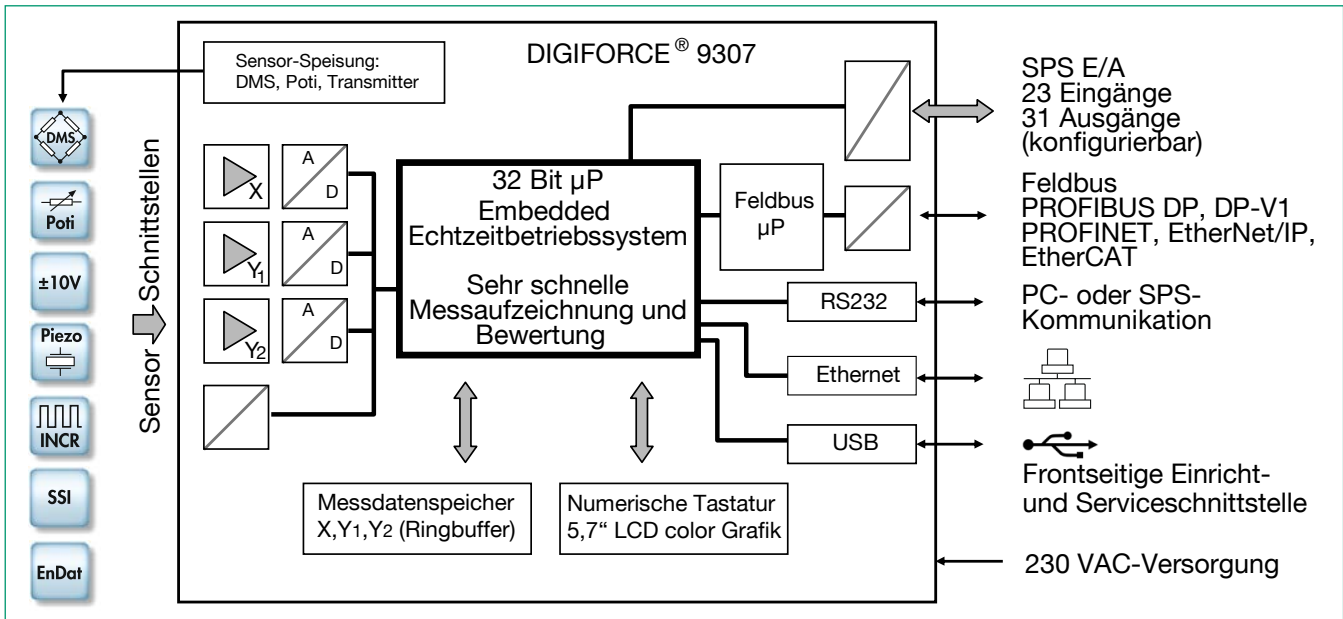 DIGIFORCE® 9307
Sensor-Speisung:
DMS, Poti, Transmitter
DMS
Poti
±10V
Piezo
INCR
SSI
EnDat
Sensor-Schnittstellen
X
A
D
Y1
A
D
Y2
A
D
32 Bit µP
Embedded
Echtzeitbetriebssystem
Sehr schnelle
Messaufzeichnung und
Bewertung
Feldbus
µP
RS232
Ethernet
USB
Messdatenspeicher
X,Y1,Y2 (Ringbuffer)
Numerische Tastatur
5,7“ LCD color Grafik
SPS E/A
23 Eingänge
31 Ausgänge
(konfigurierbar)
Feldbus
PROFIBUS DP, DP-V1
PROFINET, EtherNet/IP,
EtherCAT
PC- oder SPS-
Kommunikation
Frontseitige Einricht-
und Serviceschnittstelle
230 VAC-Versorgung